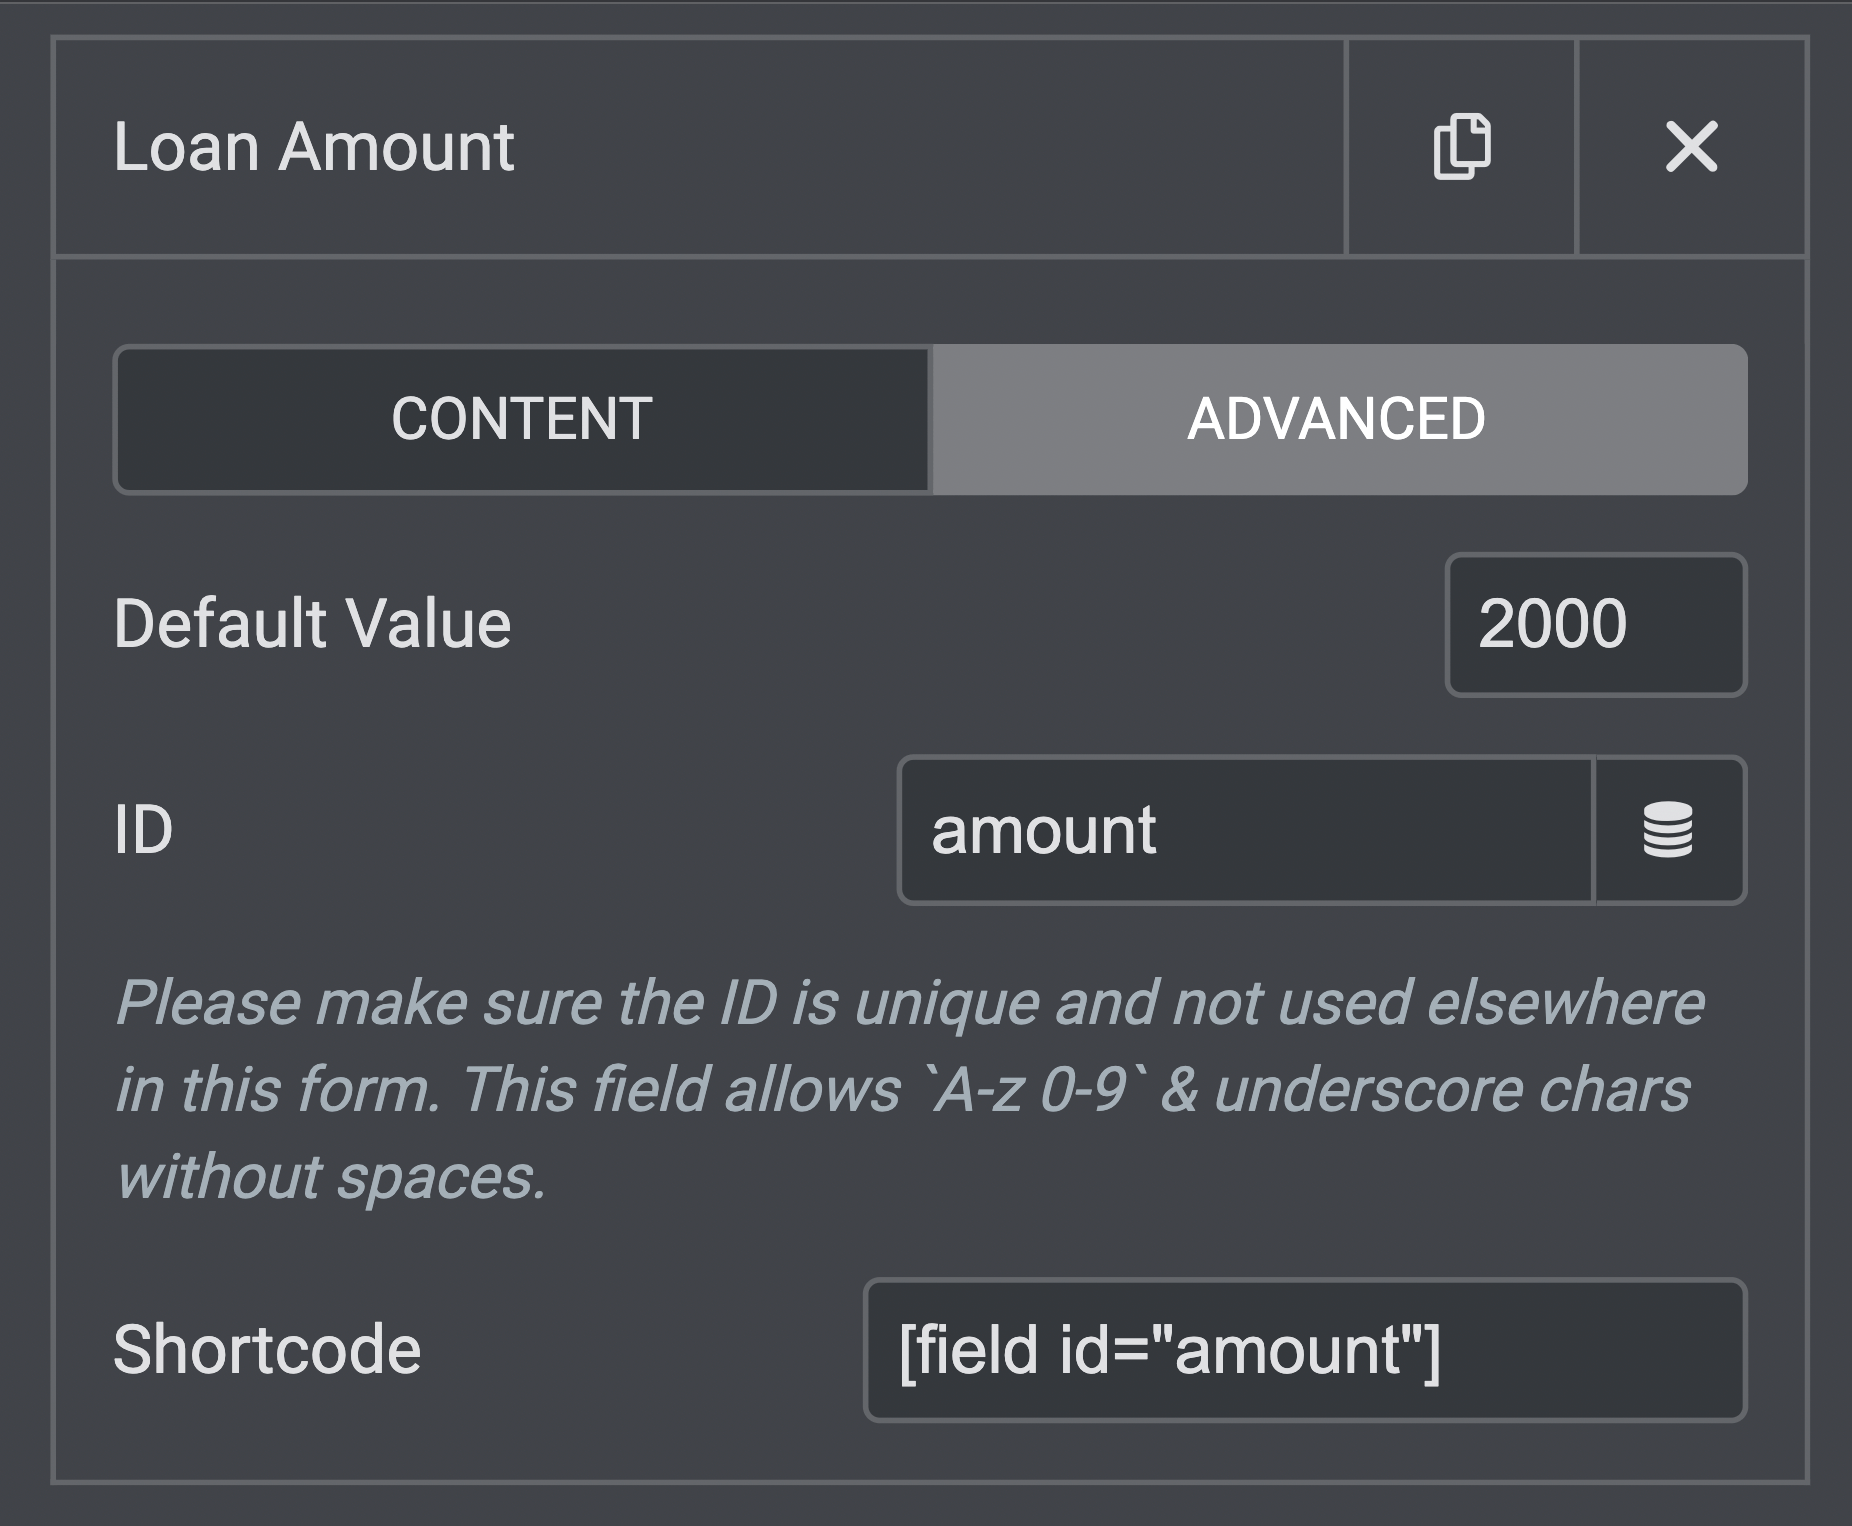 Loan Amount
CONTENT
ADVANCED
Default Value
2000
ID
amount
Please make sure the ID is unique and not used elsewhere
in this form. This field allows `A-z 0-9` & underscore chars
without spaces.
Shortcode
[field id="amount"]